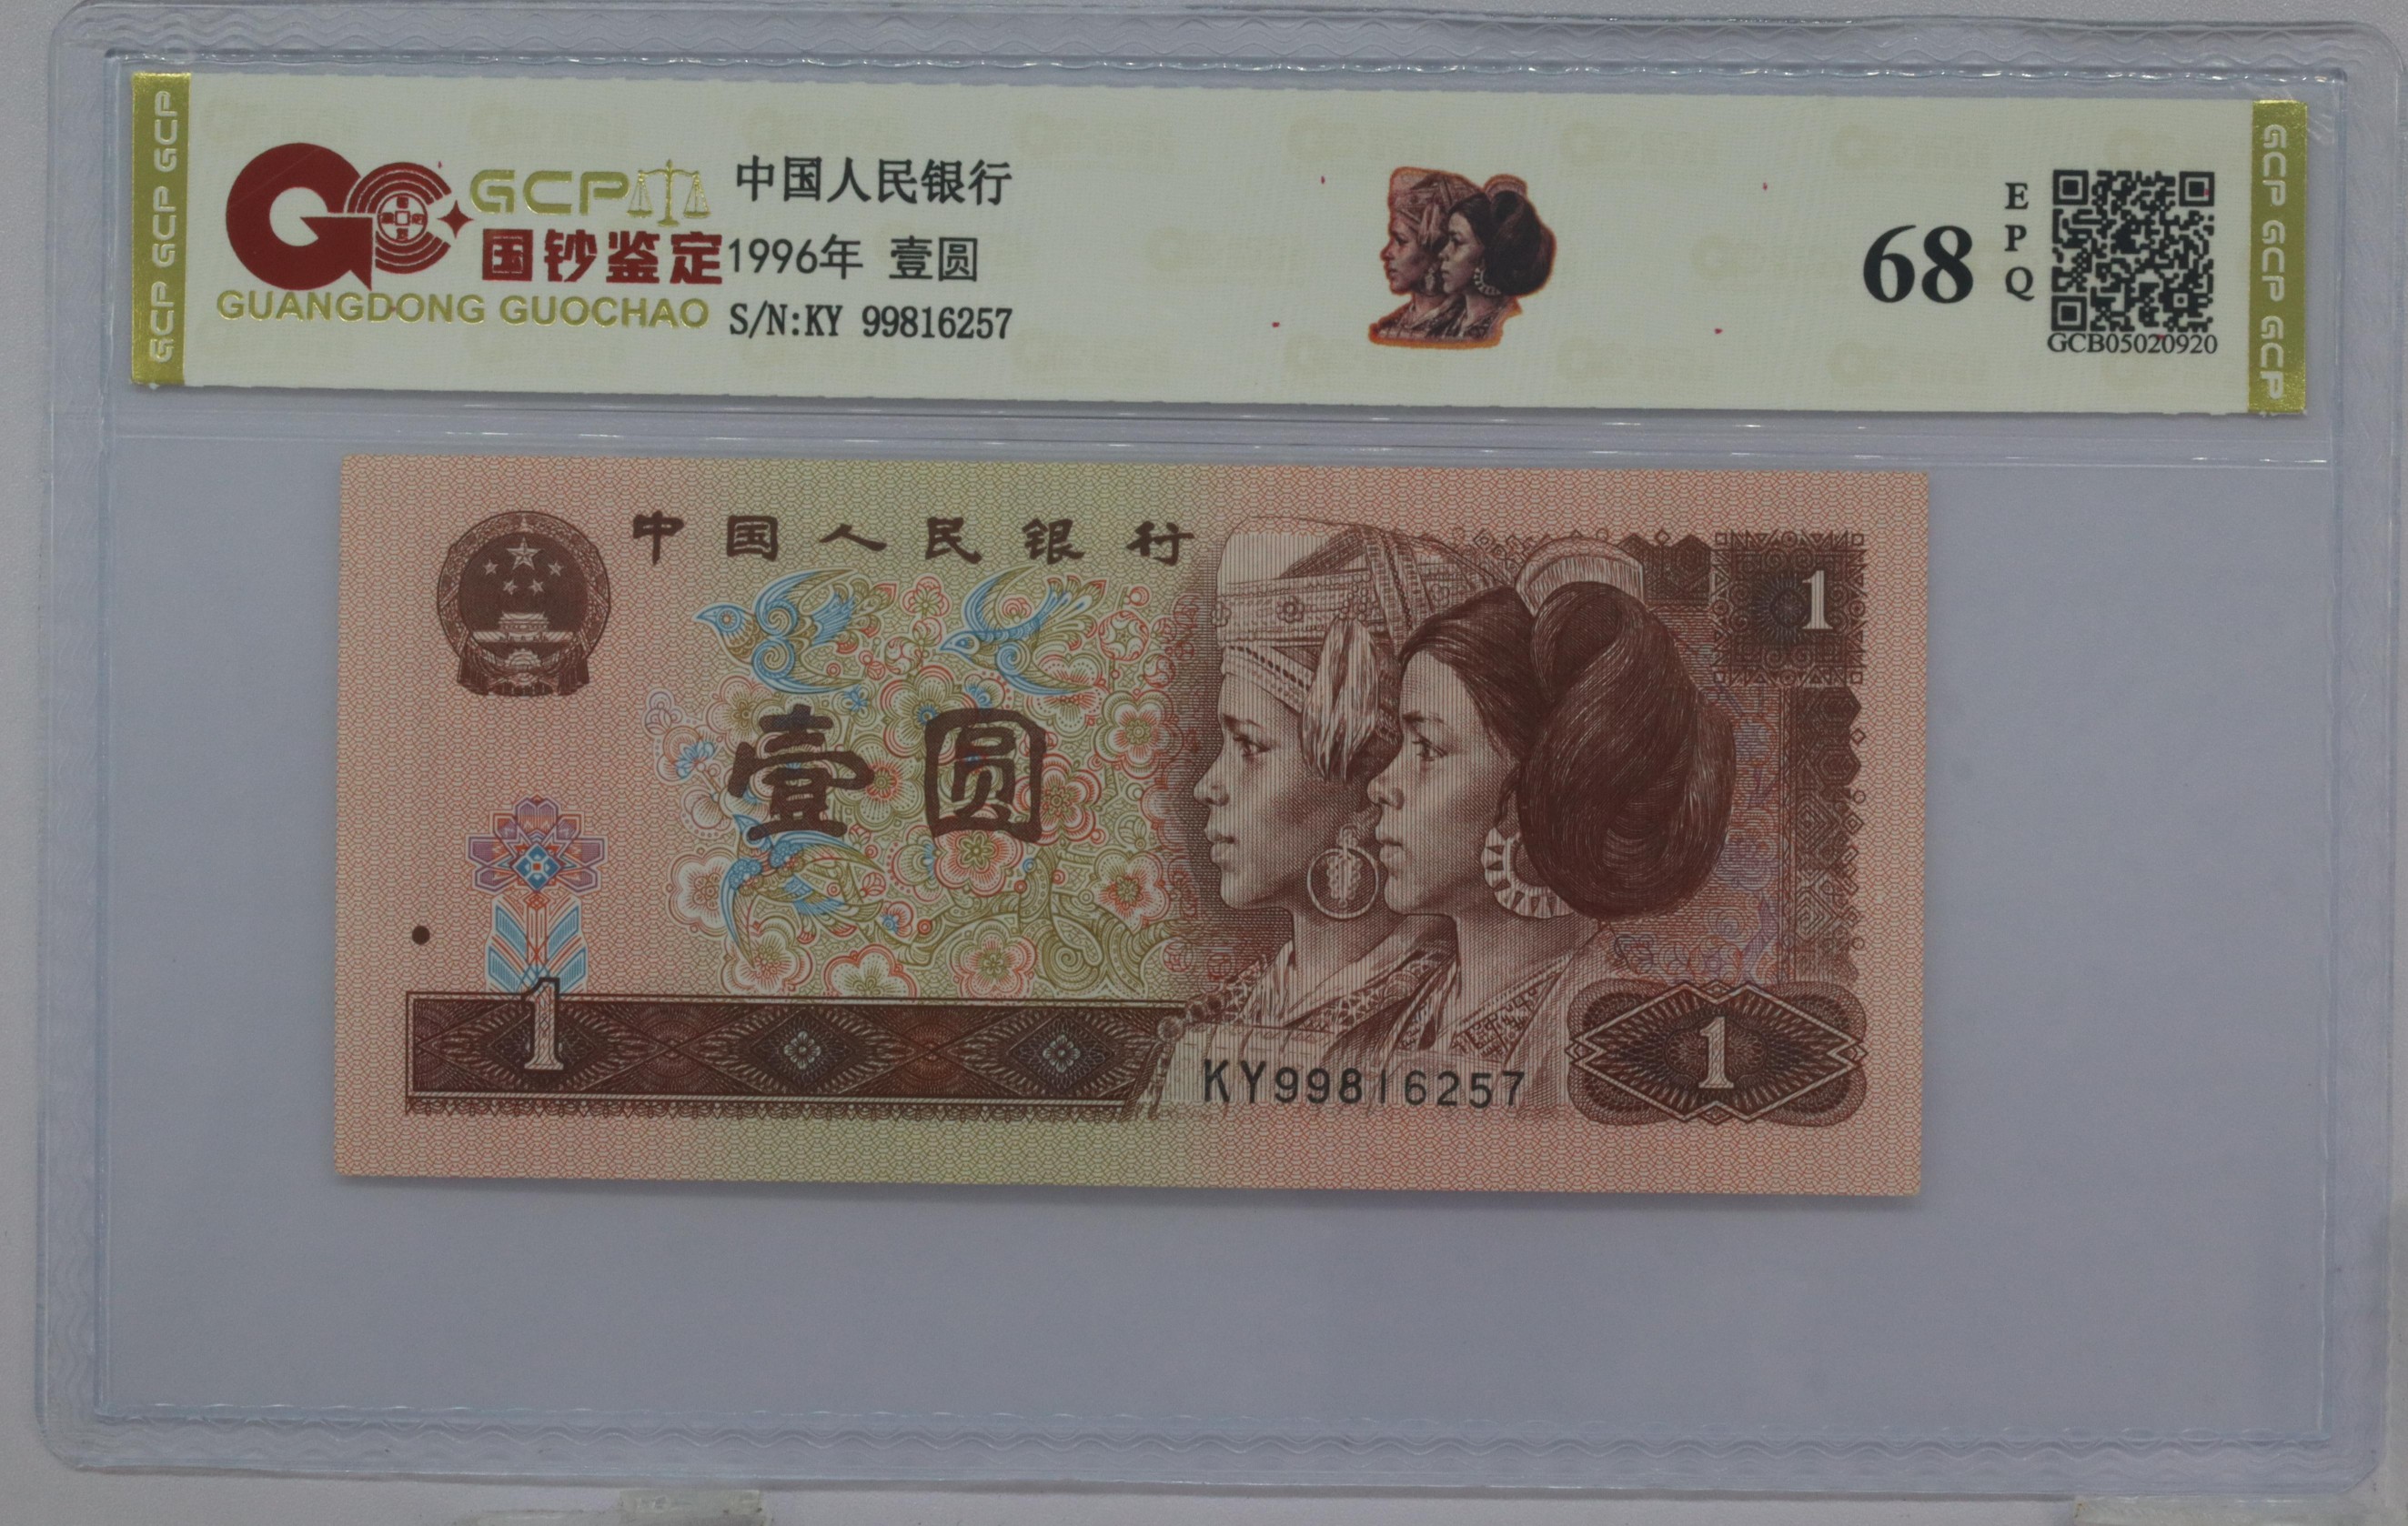 GCP GCP GCP
GCP
国钞鉴定
GUANGDONG GUOCHAO
中国人民银行
1996年 壹圆
S/N:KY 99816257
68
E
P
Q
GCB05020920
GCP GCP GCP
中国人民银行
1
壹圆
1
KY99816257
1